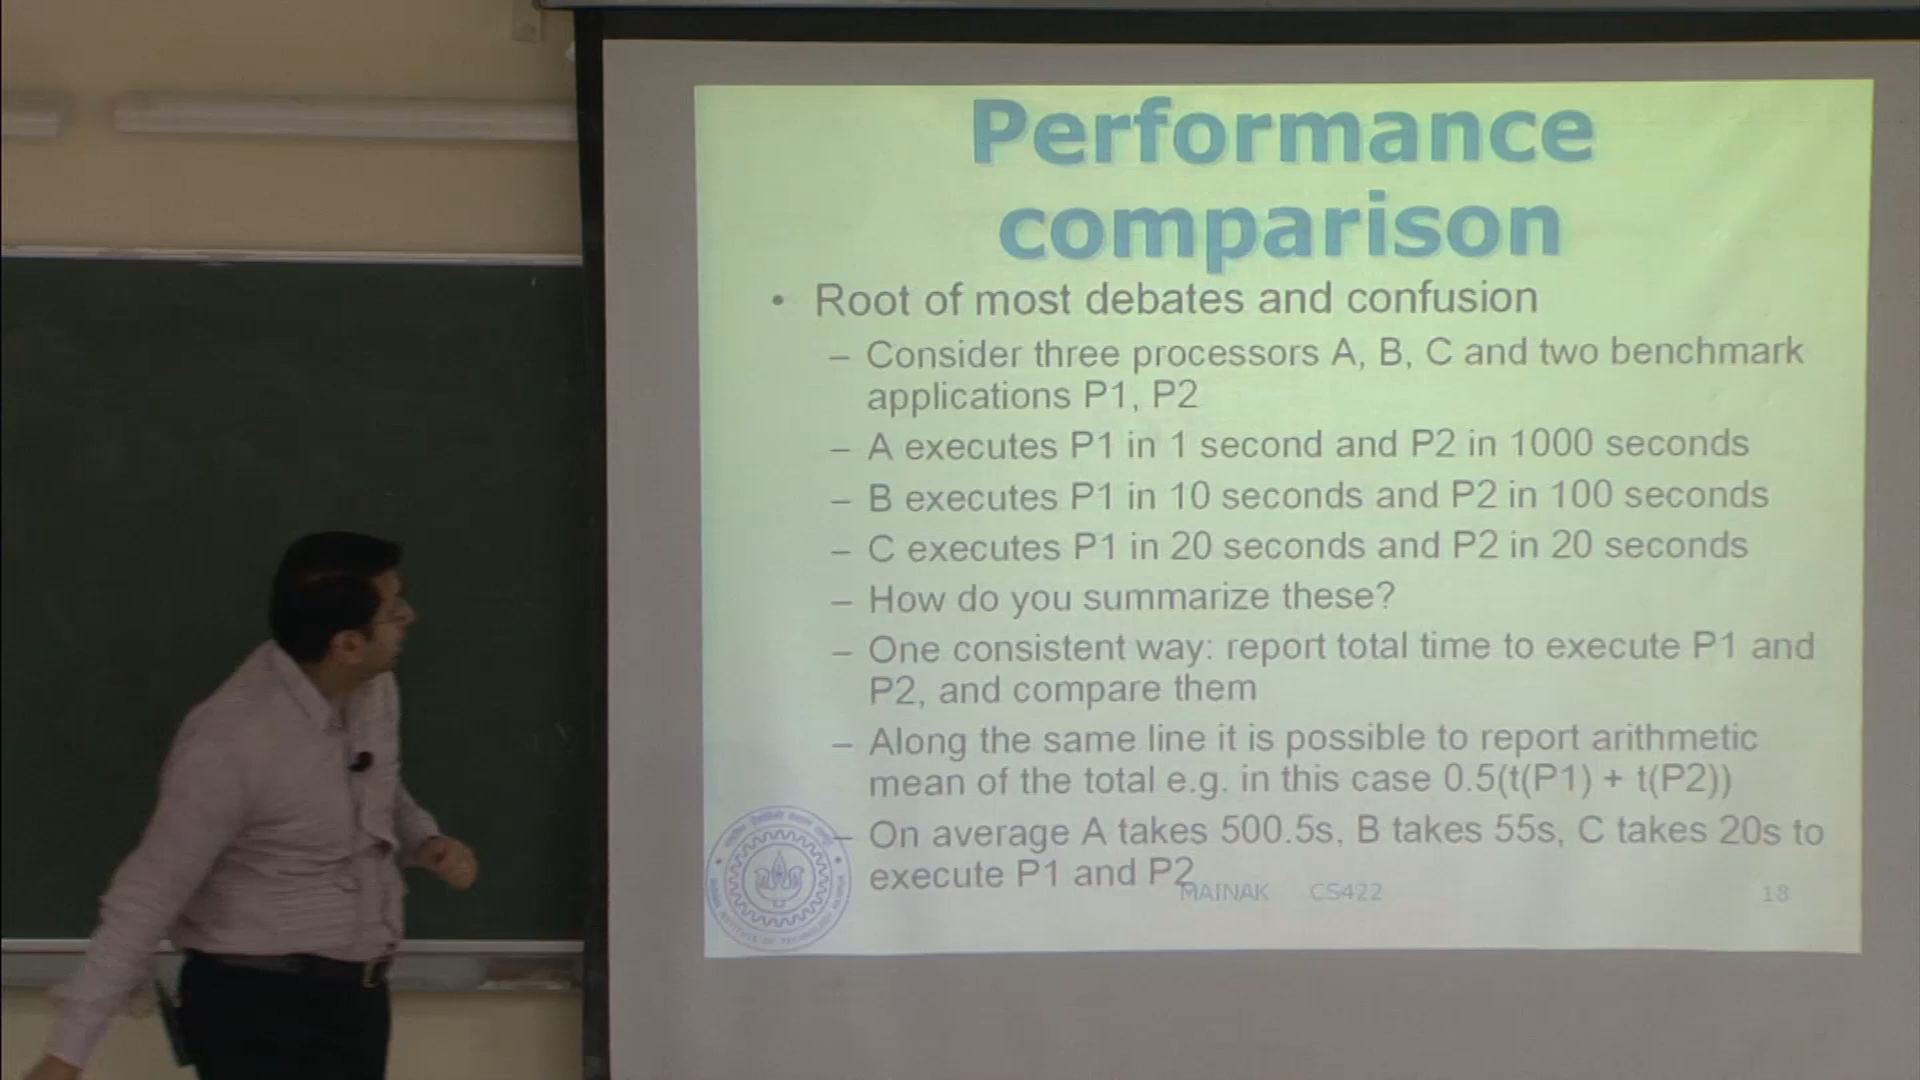 Performance
comparison
• Root of most debates and confusion
– Consider three processors A, B, C and two benchmark
applications P1, P2
– A executes P1 in 1 second and P2 in 1000 seconds
– B executes P1 in 10 seconds and P2 in 100 seconds
– C executes P1 in 20 seconds and P2 in 20 seconds
– How do you summarize these?
– One consistent way: report total time to execute P1 and
P2, and compare them
– Along the same line it is possible to report arithmetic
mean of the total e.g. in this case 0.5(t(P1) + t(P2))
– On average A takes 500.5s, B takes 55s, C takes 20s to
execute P1 and P2
MAINAK CS422 18